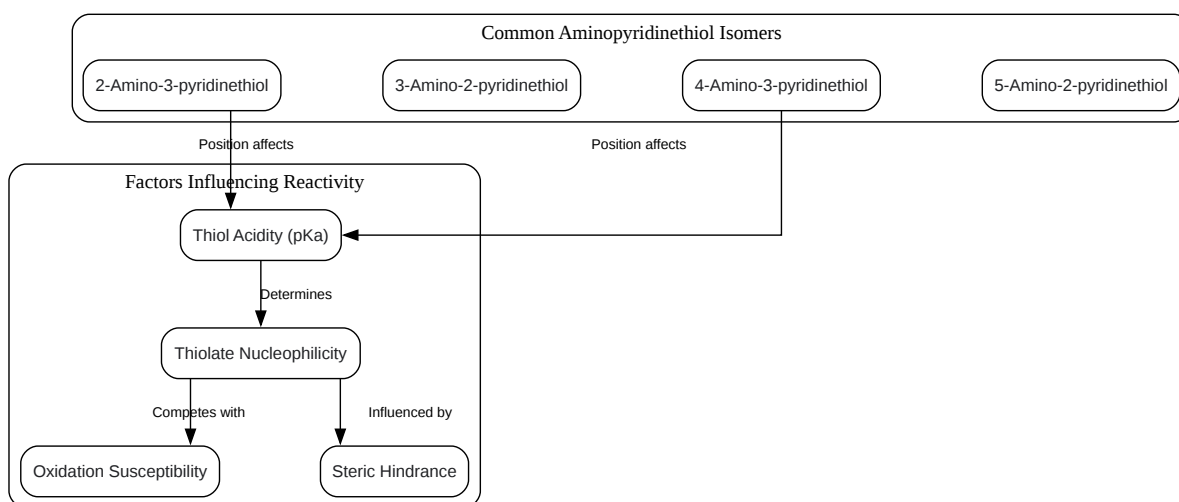 Common Aminopyridinethiol Isomers
2-Amino-3-pyridinethiol
3-Amino-2-pyridinethiol
4-Amino-3-pyridinethiol
5-Amino-2-pyridinethiol
Position affects
Position affects
Factors Influencing Reactivity
Thiol Acidity (pKa)
Determines
Thiolate Nucleophilicity
Competes with
Influenced by
Oxidation Susceptibility
Steric Hindrance